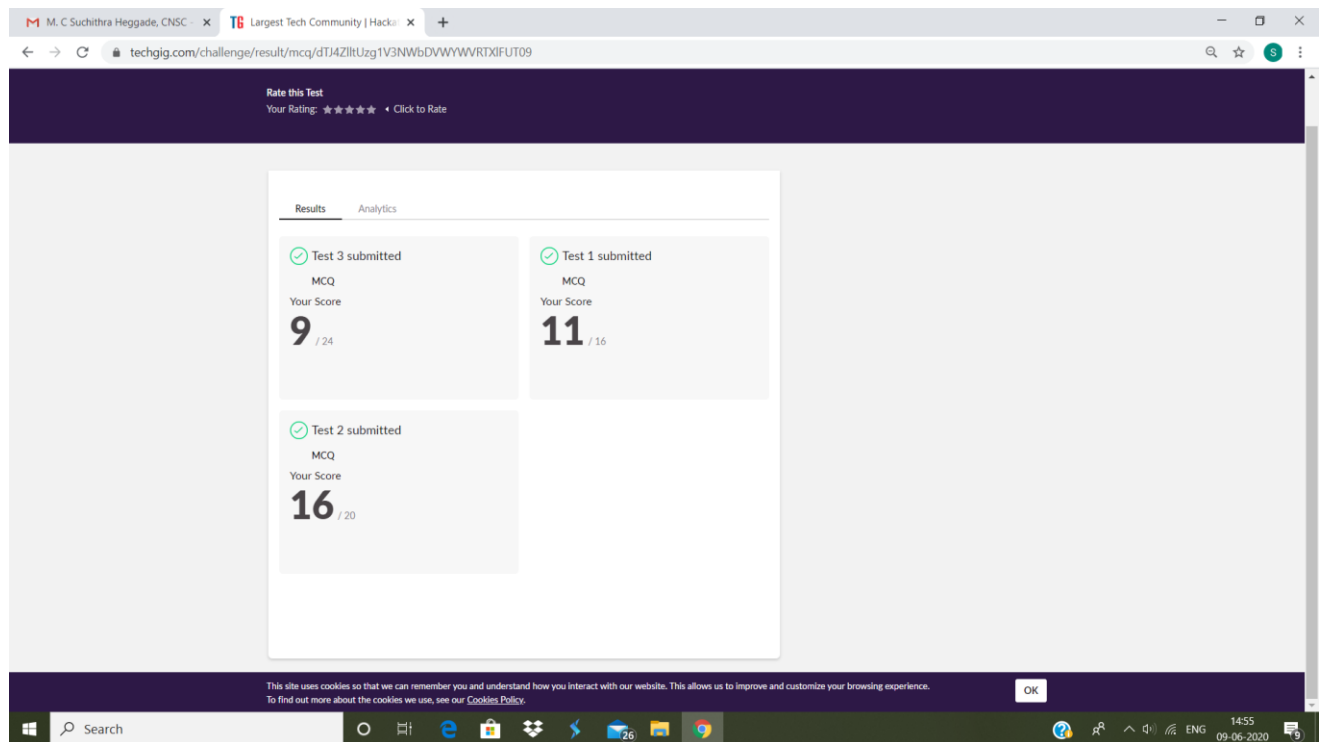 M. C Suchithra Heggade, CNSC -
TG Largest Tech Community | Hacka
techgig.com/challenge/result/mcq/dTJ4ZlltUzg1V3NWbDVWYWVRTXlFUT09
S
Rate this Test
Your Rating: Click to Rate
Results Analytics
Test 3 submitted
MCQ
Your Score
9 / 24
Test 1 submitted
MCQ
Your Score
11 / 16
Test 2 submitted
MCQ
Your Score
16 / 20
This site uses cookies so that we can remember you and understand how you interact with our website. This allows us to improve and customize your browsing experience.
To find out more about the cookies we use, see our Cookies Policy.
OK
Search
26
ENG
14:55
09-06-2020
9